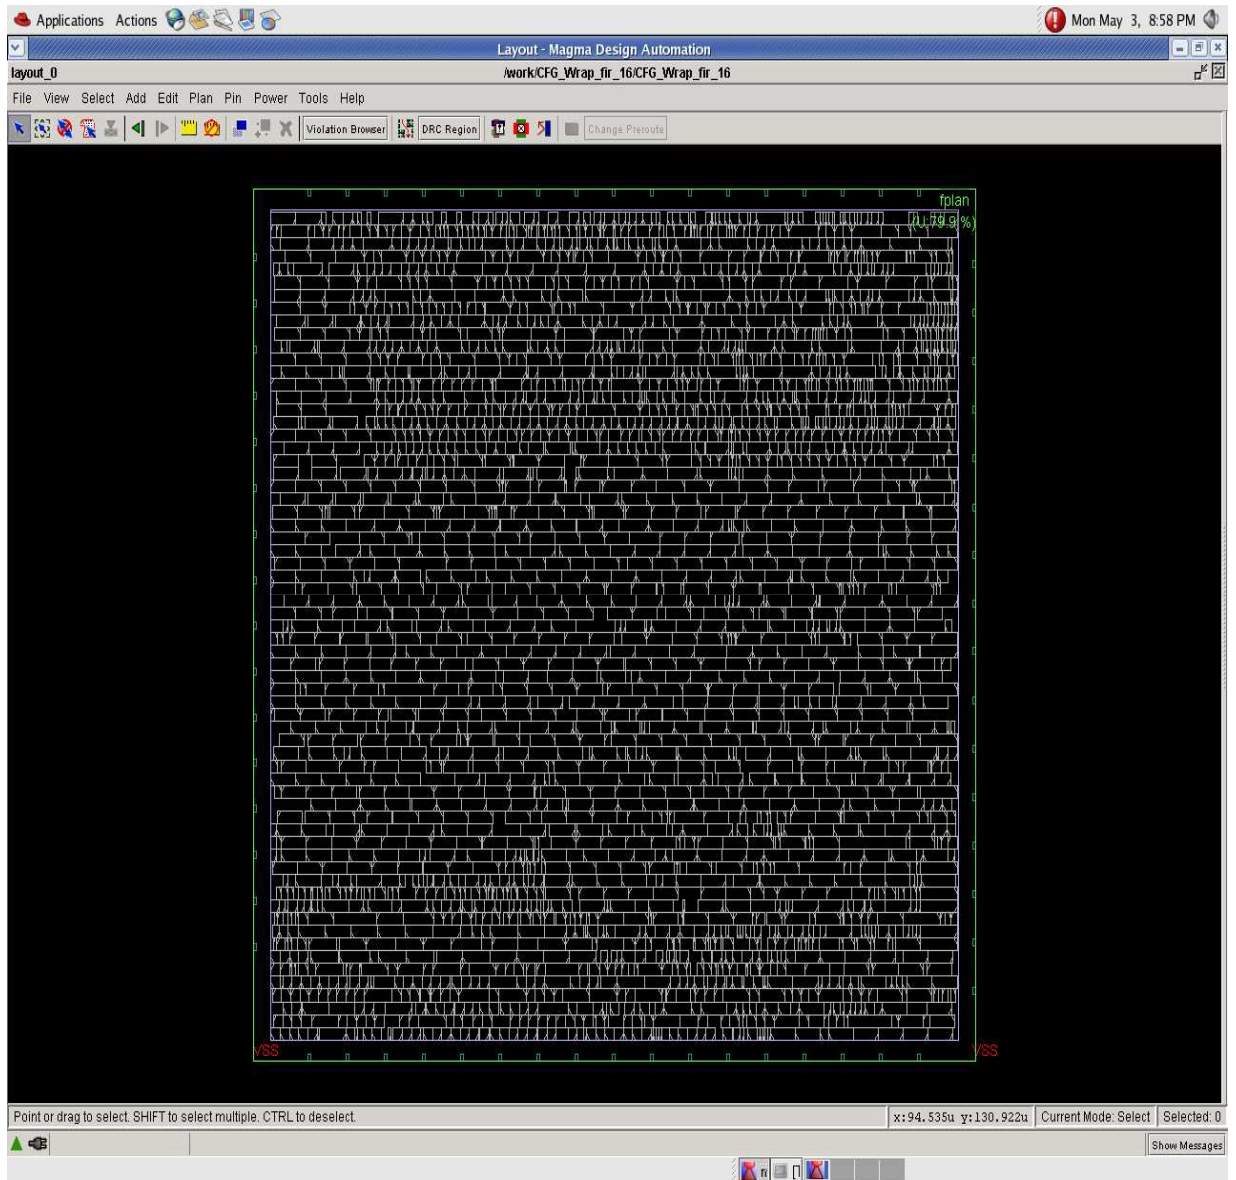 Applications Actions Mon May 3, 8:58 PM
Layout - Magma Design Automation
layout_0 /work/CFG_Wrap_fir_16/CFG_Wrap_fir_16
File View Select Add Edit Plan Pin Power Tools Help
Violation Browser DRC Region Change Preroute
fplan
(U:79.9 %)
VSS VSS
Point or drag to select. SHIFT to select multiple. CTRL to deselect. x:94.535u y:130.922u Current Mode: Select Selected: 0
Show Messages